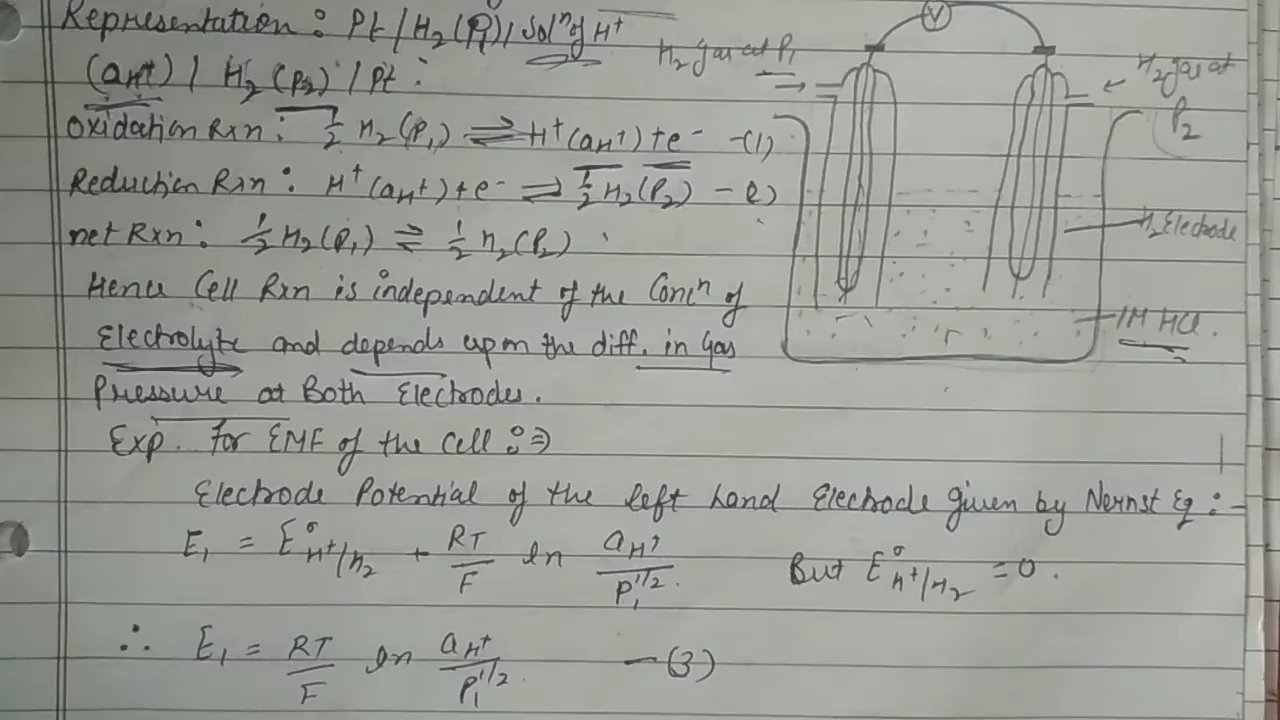 Representation : Pt / H2 (P1) / Soln of H+
(aH+) / H2 (P2) / Pt :
Oxidation Rxn : 1/2 H2 (P1) ⇌ H+ (aH+) + e- -(1)
Reduction Rxn : H+ (aH+) + e- ⇌ 1/2 H2 (P2) - 2)
net Rxn : 1/2 H2 (P1) ⇌ 1/2 H2 (P2) .
Hence Cell Rxn is independent of the Concn of
Electrolyte and depends upon the diff. in Gas
Pressure at Both Electrodes.
Exp. for EMF of the cell :⇒
Electrode Potential of the left hand Electrode given by Nernst Eq :-
E1 = E°H+/H2 + RT/F ln aH+/P1^1/2. But E°H+/H2 = 0.
∴ E1 = RT/F ln aH+/P1^1/2 -(3)
V
H2 gas at P1
H2 gas at
P2
H2 Electrode
1M HCl.